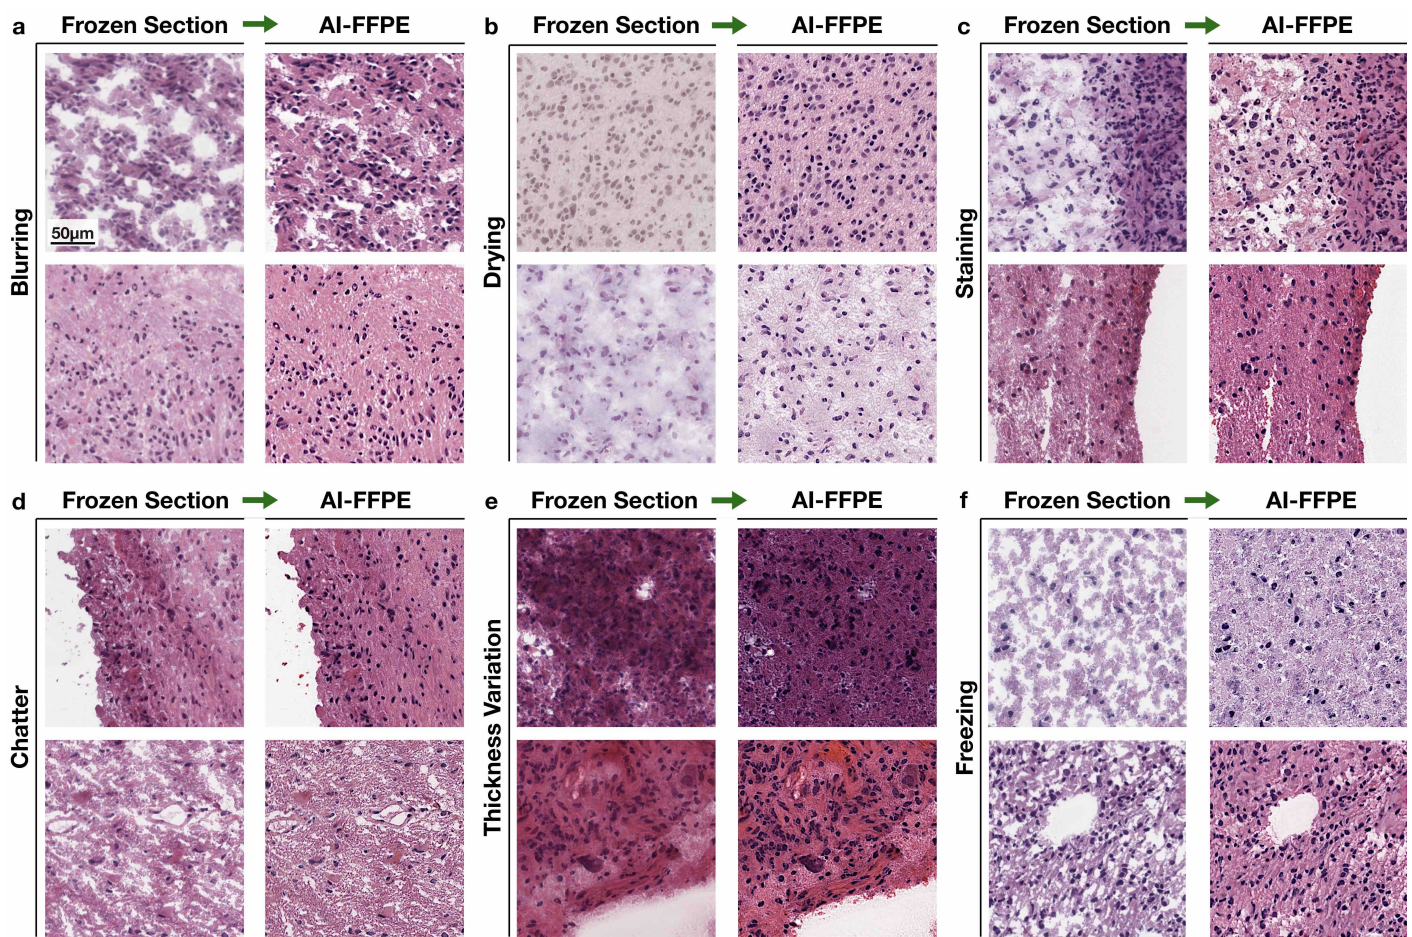 a Frozen Section → AI-FFPE
Blurring
50µm
b Frozen Section → AI-FFPE
Drying
c Frozen Section → AI-FFPE
Staining
d Frozen Section → AI-FFPE
Chatter
e Frozen Section → AI-FFPE
Thickness Variation
f Frozen Section → AI-FFPE
Freezing